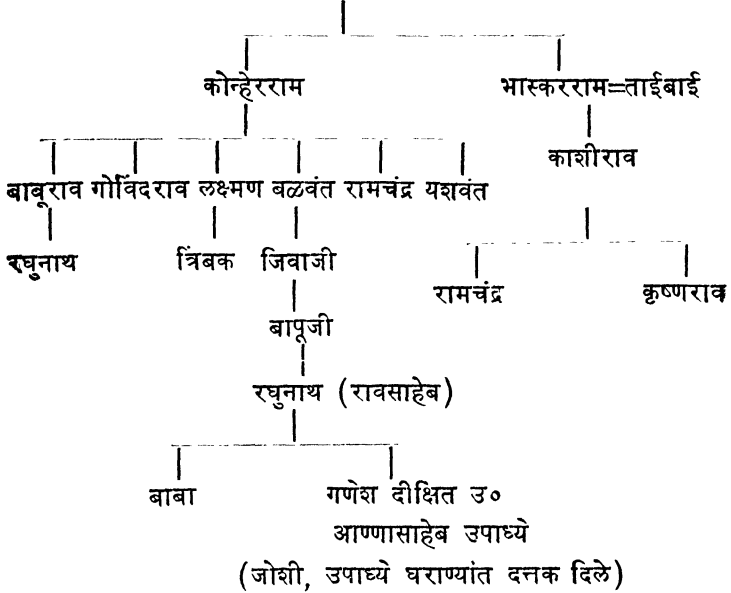 कोन्हेरराम भास्करराम=ताईबाई
काशीराव
बाबूराव गोविंदराव लक्ष्मण बळवंत रामचंद्र यशवंत
रघुनाथ त्रिंबक जिवाजी
रामचंद्र कृष्णराव
बापूजी
रघुनाथ (रावसाहेब)
बाबा गणेश दीक्षित उ०
आण्णासाहेब उपाध्ये
(जोशी, उपाध्ये घराण्यांत दत्तक दिले)